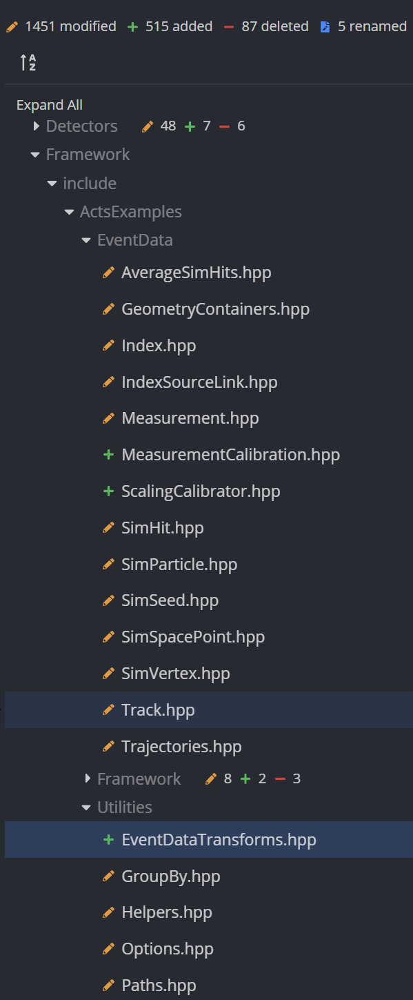 1451 modified 515 added 87 deleted 5 renamed
A
Z
Expand All
Detectors 48 7 6
Framework
include
ActsExamples
EventData
AverageSimHits.hpp
GeometryContainers.hpp
Index.hpp
IndexSourceLink.hpp
Measurement.hpp
MeasurementCalibration.hpp
ScalingCalibrator.hpp
SimHit.hpp
SimParticle.hpp
SimSeed.hpp
SimSpacePoint.hpp
SimVertex.hpp
Track.hpp
Trajectories.hpp
Framework 8 2 3
Utilities
EventDataTransforms.hpp
GroupBy.hpp
Helpers.hpp
Options.hpp
Paths.hpp